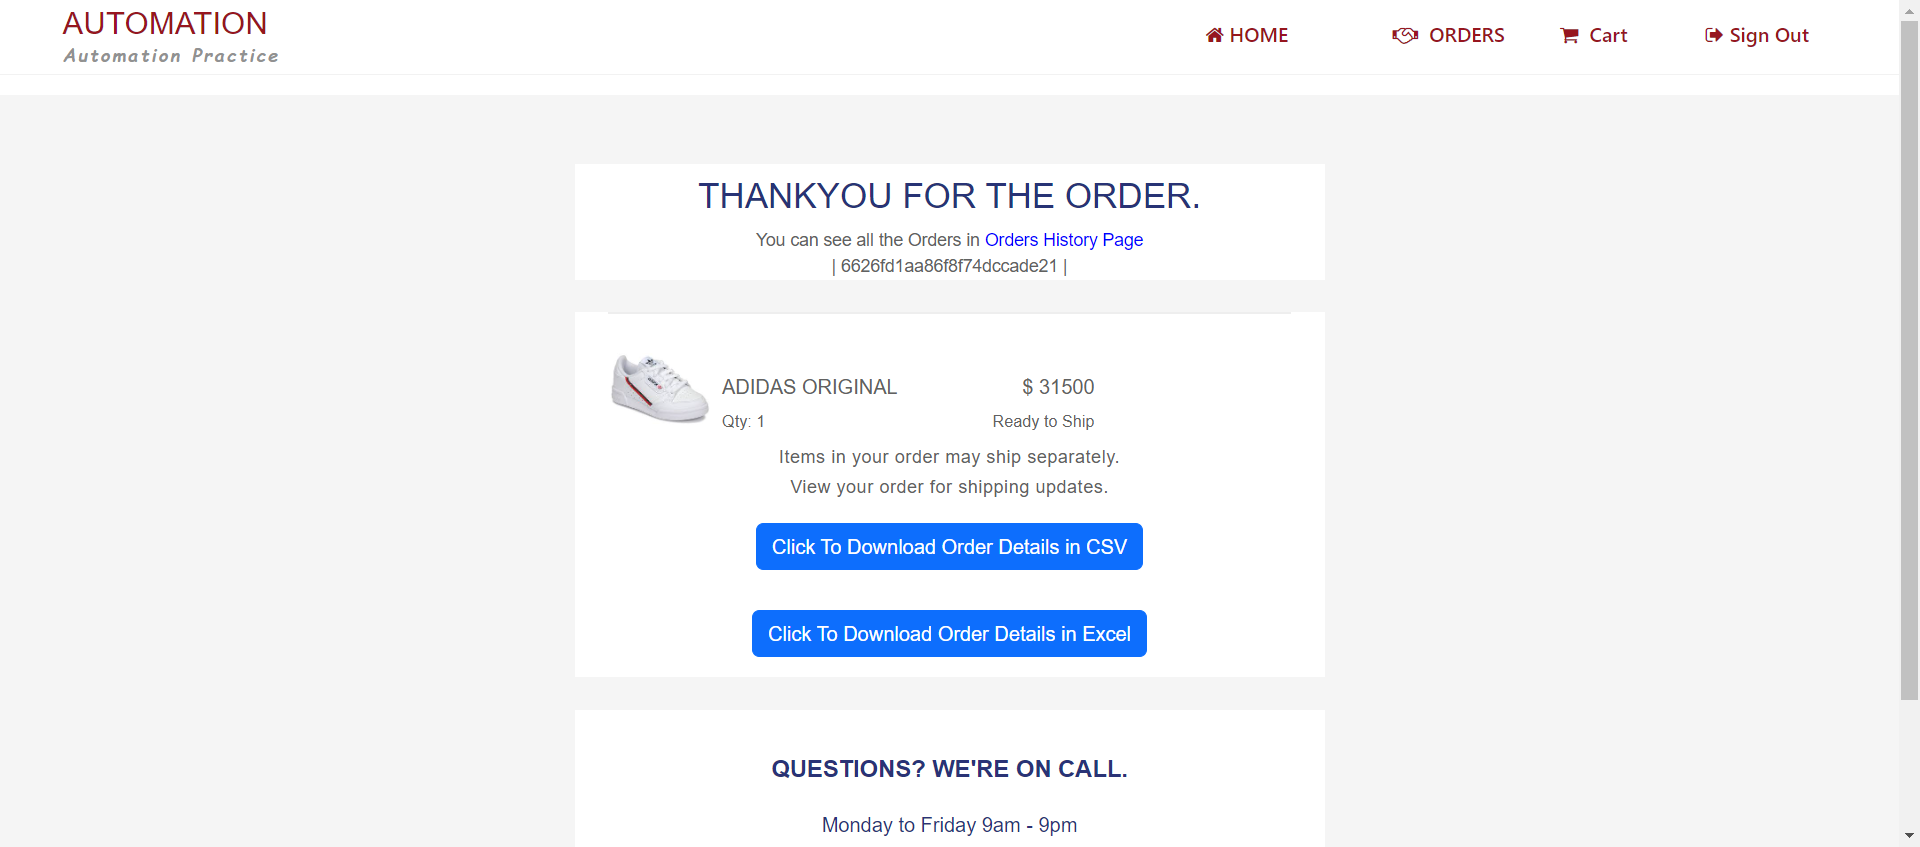 AUTOMATION
Automation Practice
HOME
ORDERS
Cart
Sign Out
THANKYOU FOR THE ORDER.
You can see all the Orders in Orders History Page
| 6626fd1aa86f8f74dccade21 |
ADIDAS ORIGINAL
$ 31500
Qty: 1
Ready to Ship
Items in your order may ship separately.
View your order for shipping updates.
Click To Download Order Details in CSV
Click To Download Order Details in Excel
QUESTIONS? WE'RE ON CALL.
Monday to Friday 9am - 9pm